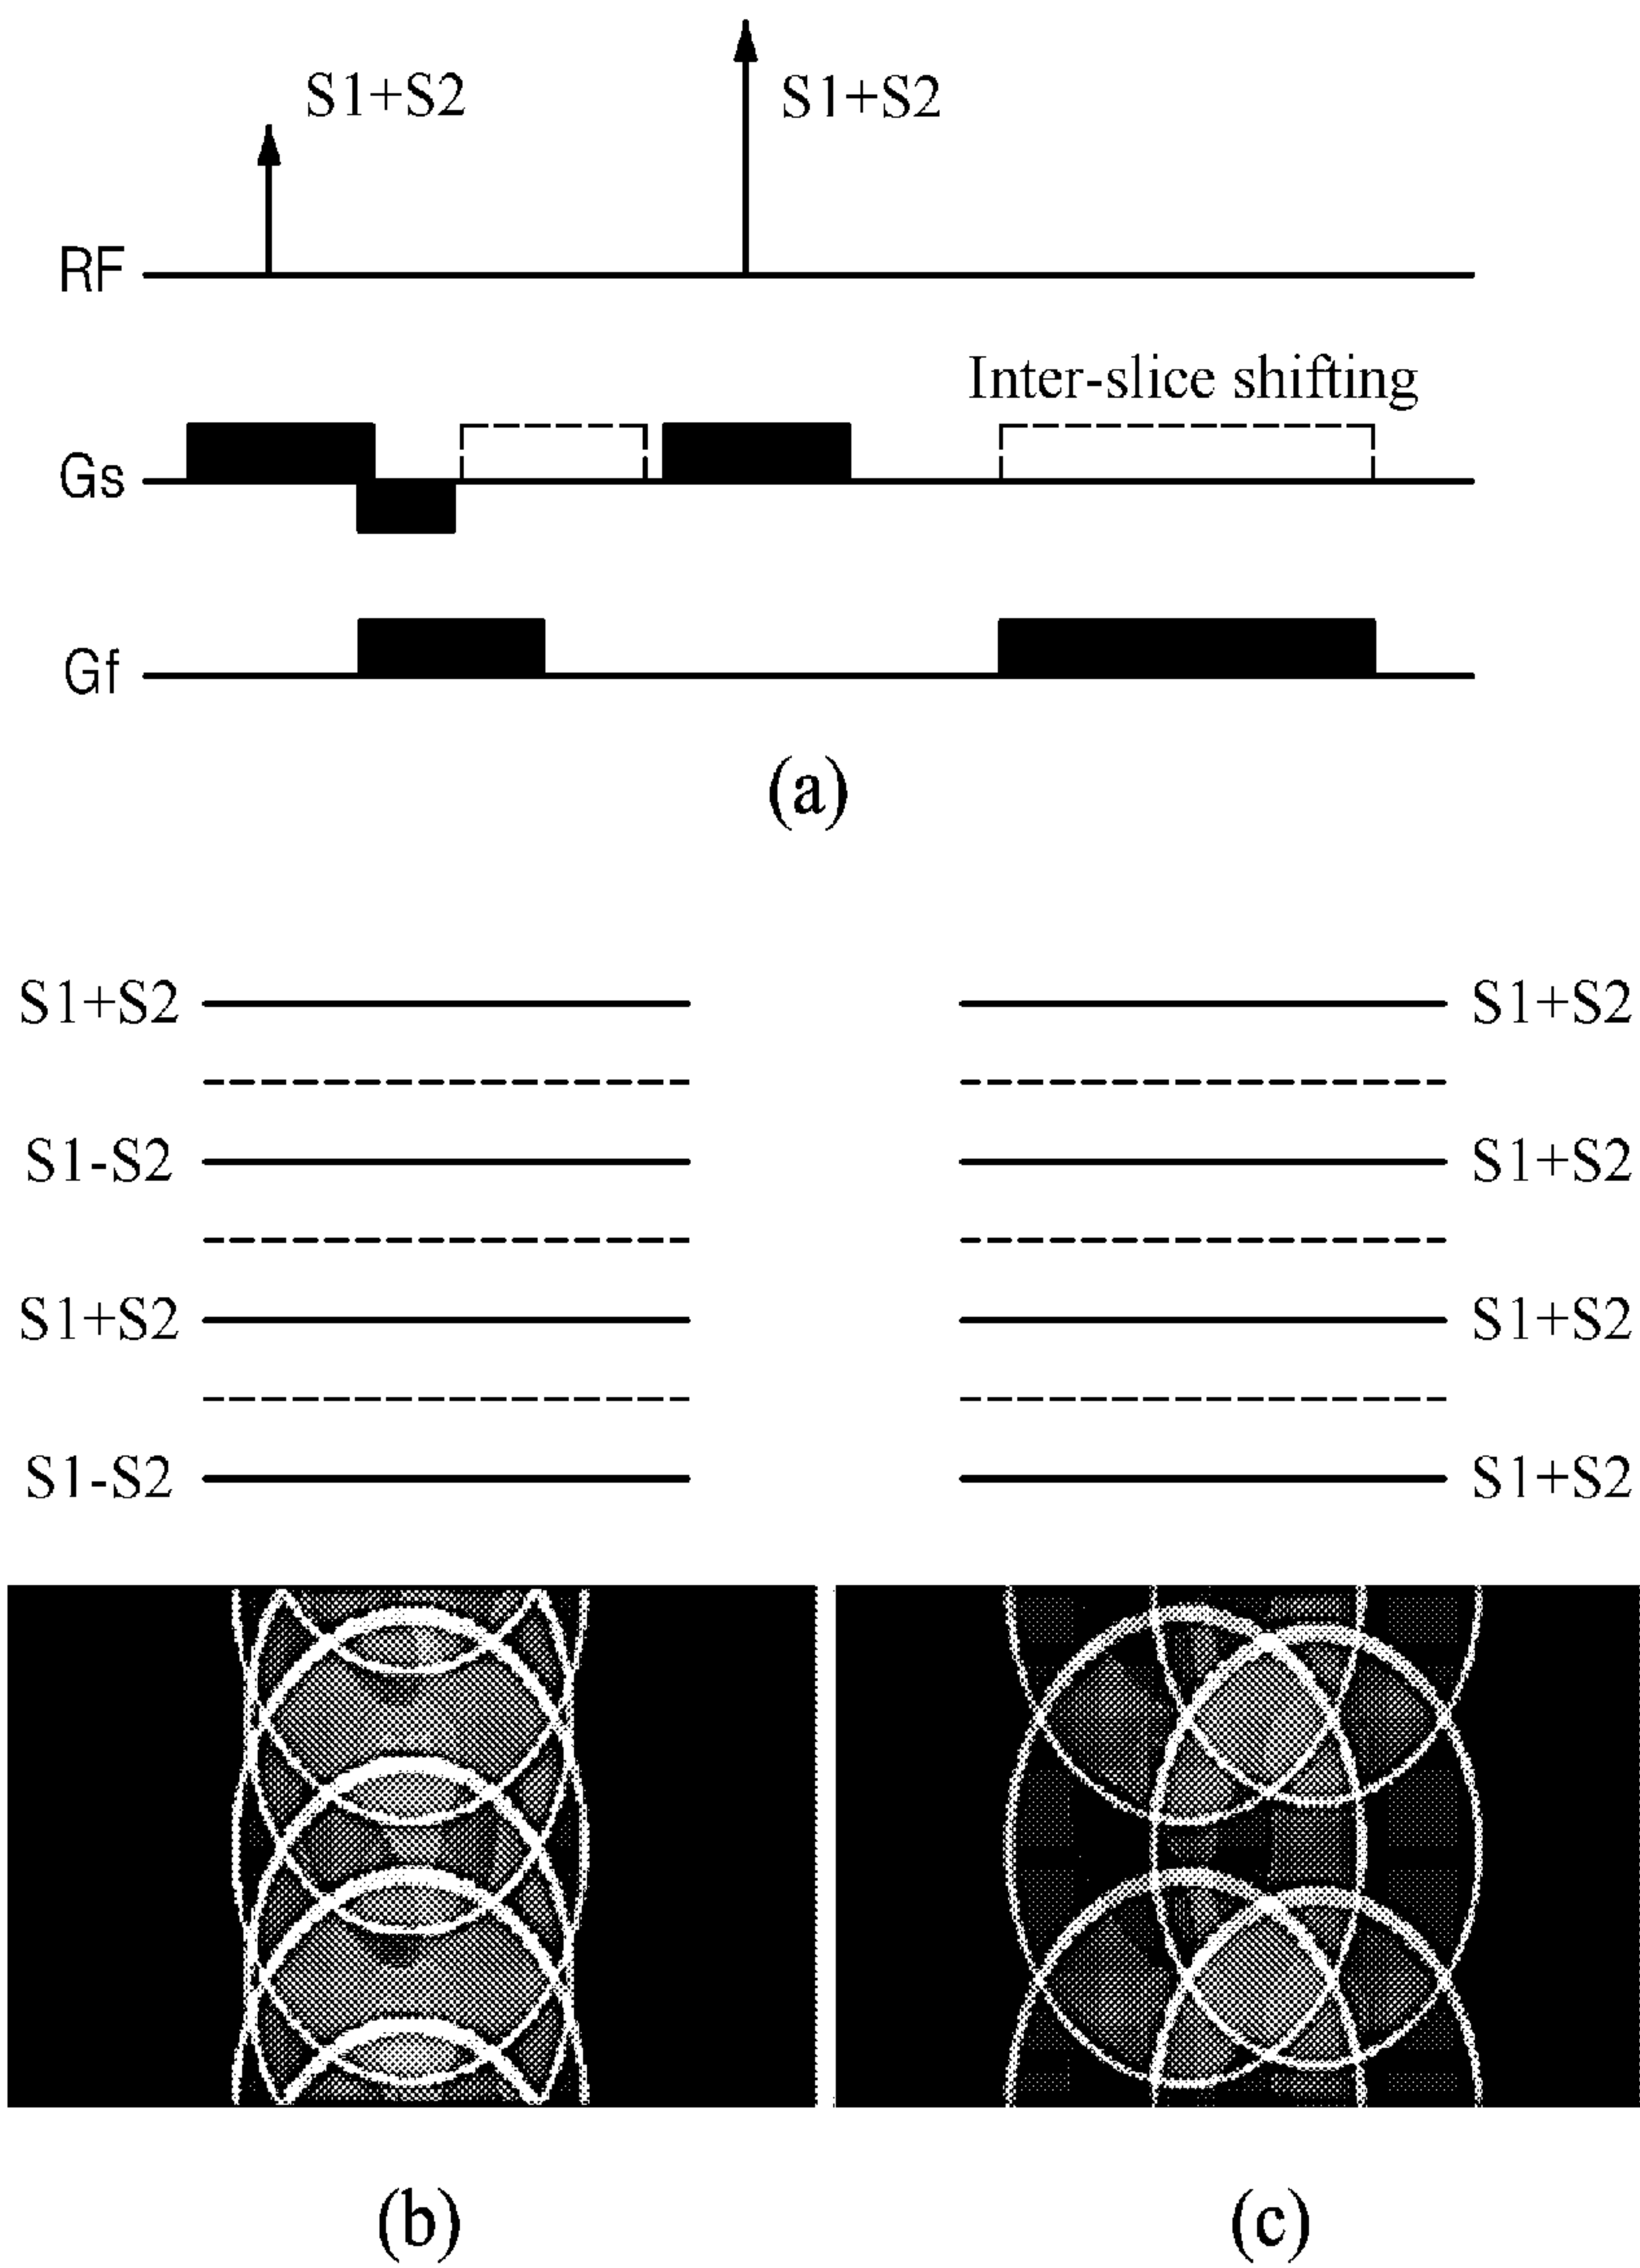 S1+S2 S1+S2
RF
Inter-slice shifting
Gs
Gf
(a)
S1+S2 S1+S2
S1-S2 S1+S2
S1+S2 S1+S2
S1-S2 S1+S2
(b) (c)